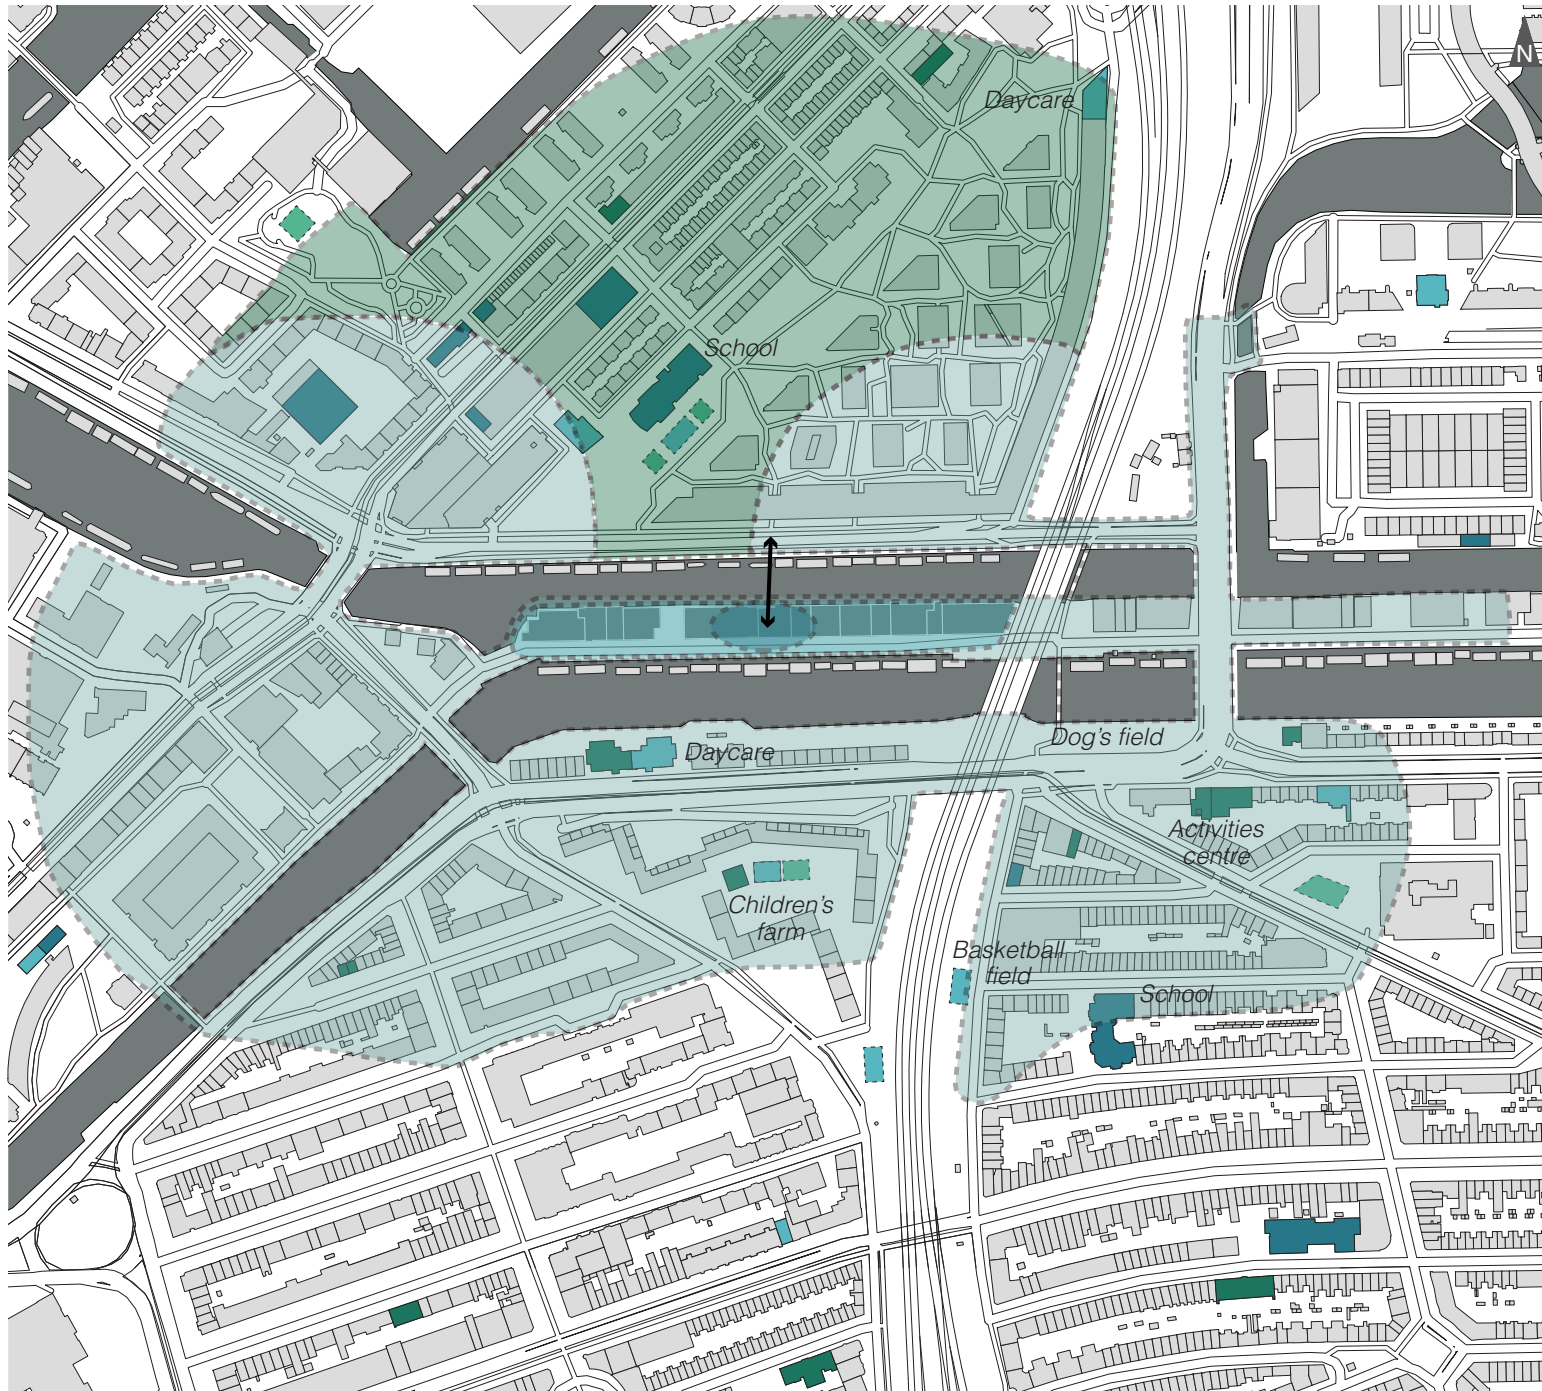 N
Daycare
School
Daycare
Dog's field
Activities
centre
Children's
farm
Basketball
field
School